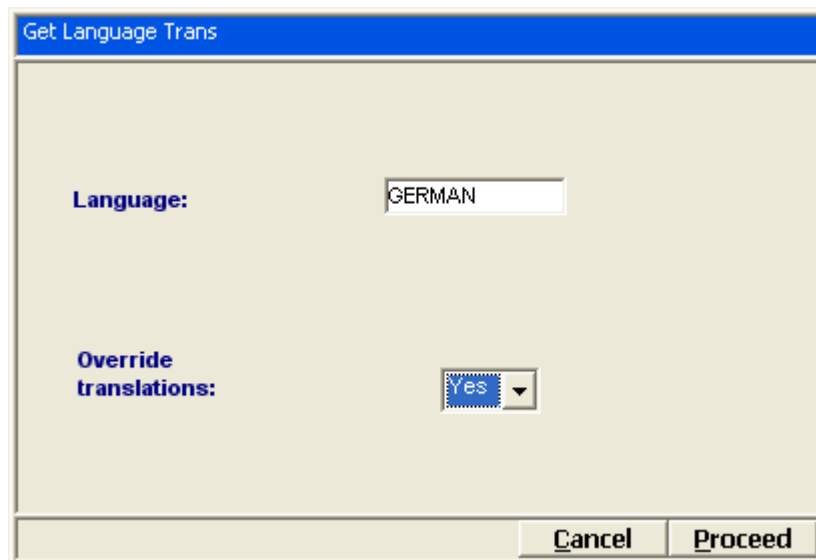 Get Language Trans
Language: GERMAN
Override
translations: Yes
Cancel Proceed